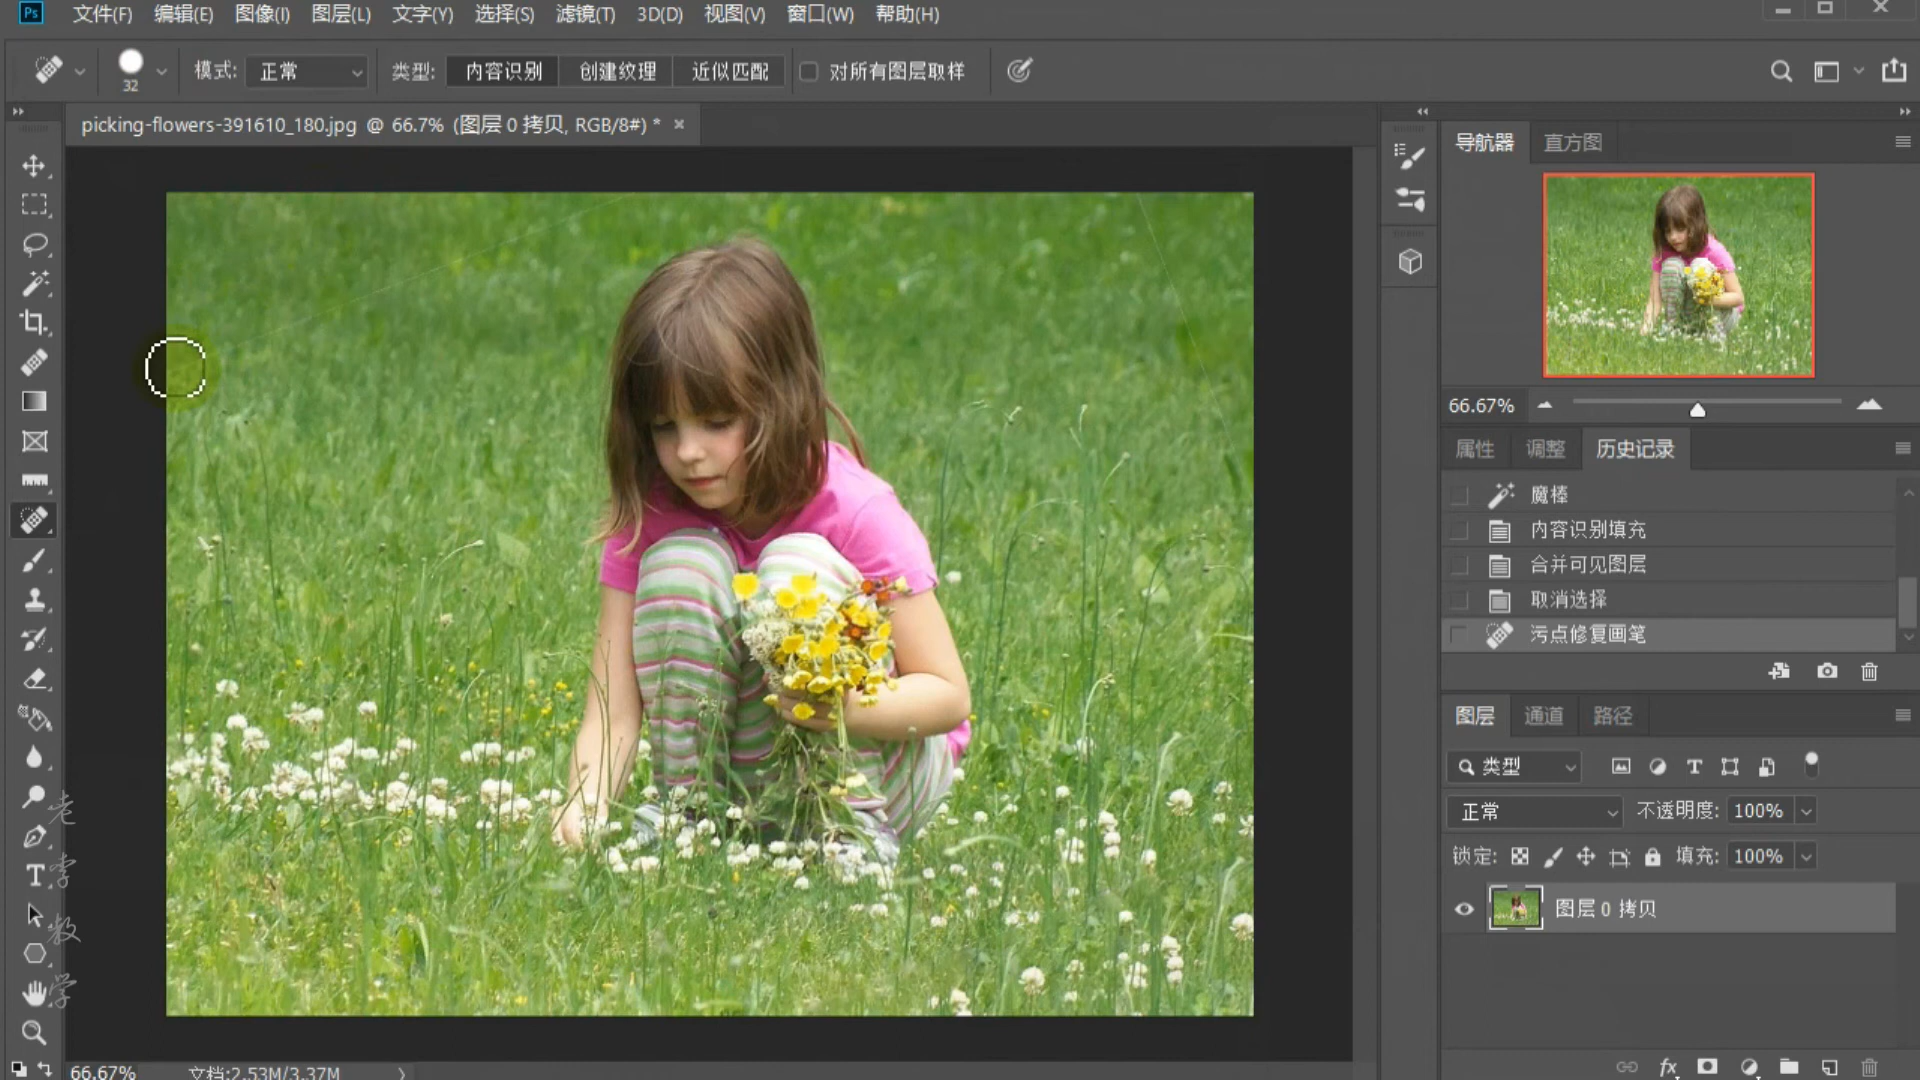 Ps 文件(F) 编辑(E) 图像(I) 图层(L) 文字(Y) 选择(S) 滤镜(T) 3D(D) 视图(V) 窗口(W) 帮助(H)
32 模式: 正常 类型: 内容识别 创建纹理 近似匹配 对所有图层取样
picking-flowers-391610_180.jpg @ 66.7% (图层 0 拷贝, RGB/8#) * ×
导航器 直方图
66.67%
属性 调整 历史记录
魔棒
内容识别填充
合并可见图层
取消选择
污点修复画笔
图层 通道 路径
类型
正常 不透明度: 100%
锁定: 填充: 100%
图层 0 拷贝
老李教学
66.67% 文档:2.53M/3.37M